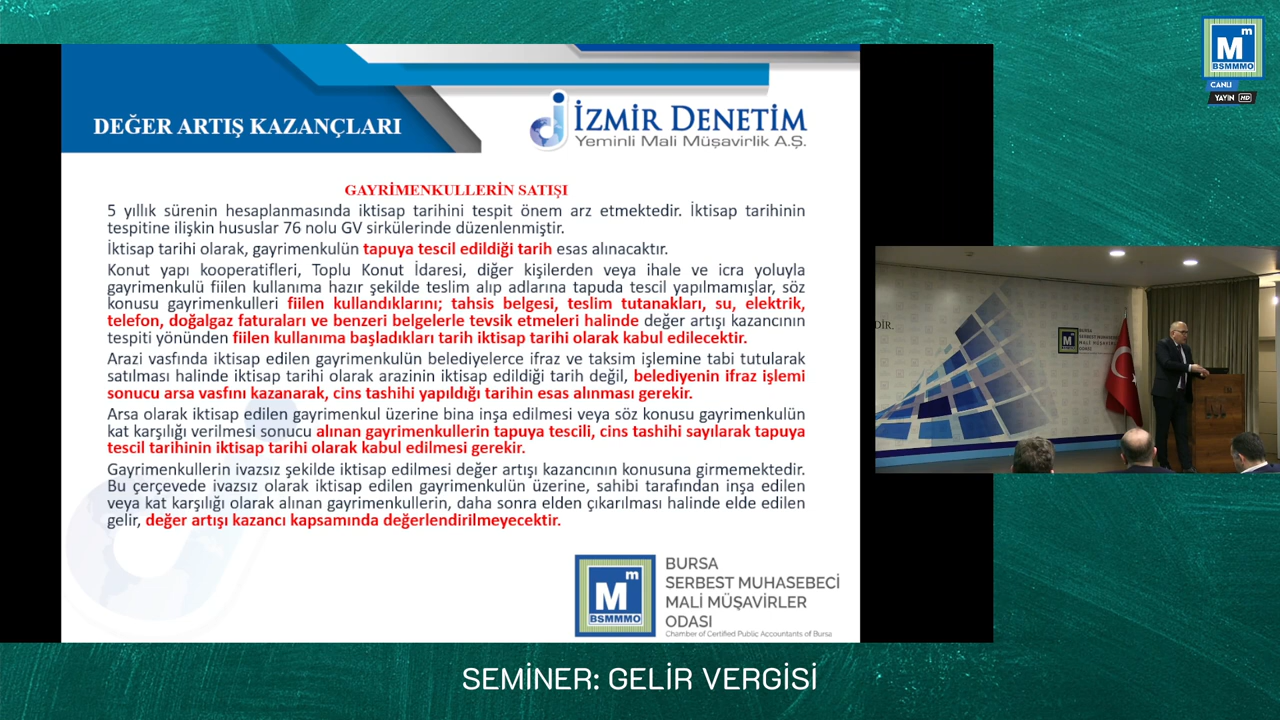 DEĞER ARTIŞ KAZANÇLARI
İZMİR DENETİM
Yeminli Mali Müşavirlik A.Ş.
GAYRİMENKULLERİN SATIŞI
5 yıllık sürenin hesaplanmasında iktisap tarihini tespit önem arz etmektedir. İktisap tarihinin
tespitine ilişkin hususlar 76 nolu GV sirkülerinde düzenlenmiştir.
İktisap tarihi olarak, gayrimenkulün tapuya tescil edildiği tarih esas alınacaktır.
Konut yapı kooperatifleri, Toplu Konut İdaresi, diğer kişilerden veya ihale ve icra yoluyla
gayrimenkulü fiilen kullanıma hazır şekilde teslim alıp adlarına tapuda tescil yapılmamışlar, söz
konusu gayrimenkulleri fiilen kullandıklarını; tahsis belgesi, teslim tutanakları, su, elektrik,
telefon, doğalgaz faturaları ve benzeri belgelerle tevsik etmeleri halinde değer artışı kazancının
tespiti yönünden fiilen kullanıma başladıkları tarih iktisap tarihi olarak kabul edilecektir.
Arazi vasfında iktisap edilen gayrimenkulün belediyelerce ifraz ve taksim işlemine tabi tutularak
satılması halinde iktisap tarihi olarak arazinin iktisap edildiği tarih değil, belediyenin ifraz işlemi
sonucu arsa vasfını kazanarak, cins tashihi yapıldığı tarihin esas alınması gerekir.
Arsa olarak iktisap edilen gayrimenkul üzerine bina inşa edilmesi veya söz konusu gayrimenkulün
kat karşılığı verilmesi sonucu alınan gayrimenkullerin tapuya tescili, cins tashihi sayılarak tapuya
tescil tarihinin iktisap tarihi olarak kabul edilmesi gerekir.
Gayrimenkullerin ivazsız şekilde iktisap edilmesi değer artışı kazancının konusuna girmemektedir.
Bu çerçevede ivazsız olarak iktisap edilen gayrimenkulün üzerine, sahibi tarafından inşa edilen
veya kat karşılığı olarak alınan gayrimenkullerin, daha sonra elden çıkarılması halinde elde edilen
gelir, değer artışı kazancı kapsamında değerlendirilmeyecektir.
Mm
BSMMMO
BURSA
SERBEST MUHASEBECİ
MALİ MÜŞAVİRLER
ODASI
Chamber of Certified Public Accountants of Bursa
Mm
BSMMMO
CANLI
YAYIN HD
DİR.
BURSA
SERBEST MUHASEBECİ
MALİ MÜŞAVİRLER
ODASI
SEMİNER: GELİR VERGİSİ